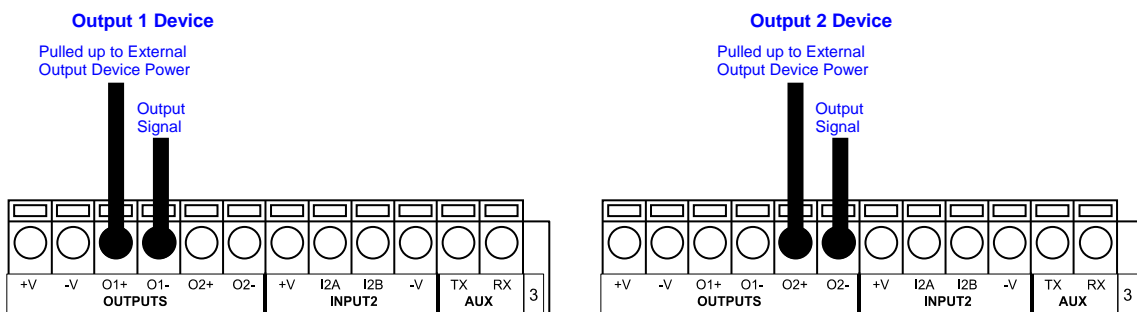 Output 1 Device
Pulled up to External
Output Device Power
Output
Signal
+V -V O1+ O1- O2+ O2- +V I2A I2B -V TX RX
OUTPUTS INPUT2 AUX 3
Output 2 Device
Pulled up to External
Output Device Power
Output
Signal
+V -V O1+ O1- O2+ O2- +V I2A I2B -V TX RX
OUTPUTS INPUT2 AUX 3